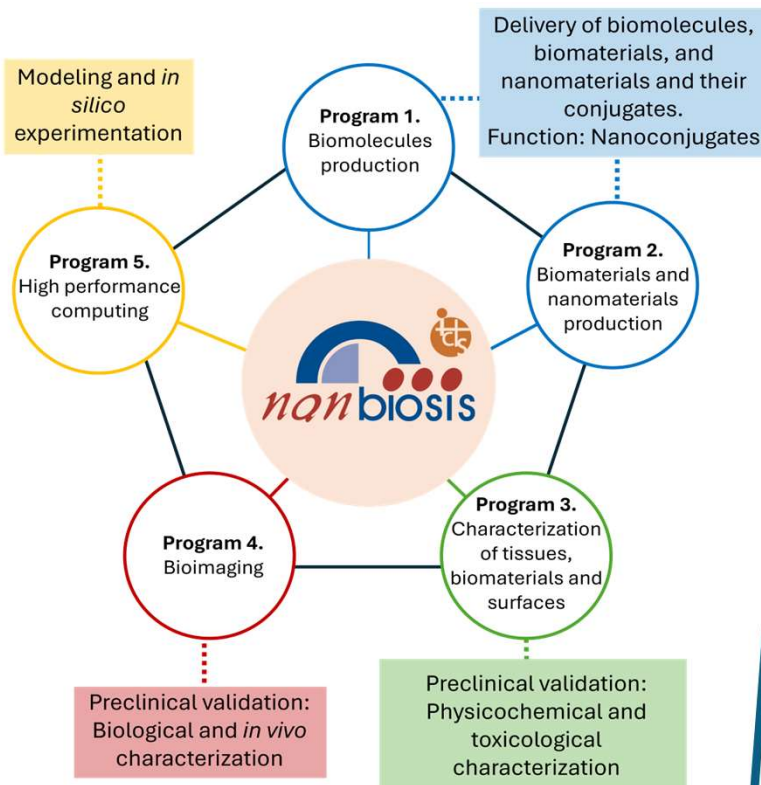 Delivery of biomolecules,
biomaterials, and
nanomaterials and their
conjugates.
Function: Nanoconjugates
Modeling and in
silico
experimentation
Program 1.
Biomolecules
production
Program 5.
High performance
computing
Program 2.
Biomaterials and
nanomaterials
production
nanbiosis
Program 4.
Bioimaging
Program 3.
Characterization
of tissues,
biomaterials and
surfaces
Preclinical validation:
Biological and in vivo
characterization
Preclinical validation:
Physicochemical and
toxicological
characterization